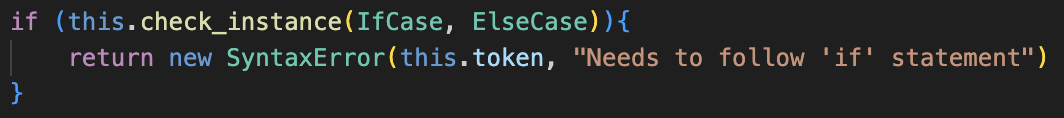 if (this.check_instance(IfCase, ElseCase)){
    return new SyntaxError(this.token, "Needs to follow 'if' statement")
}